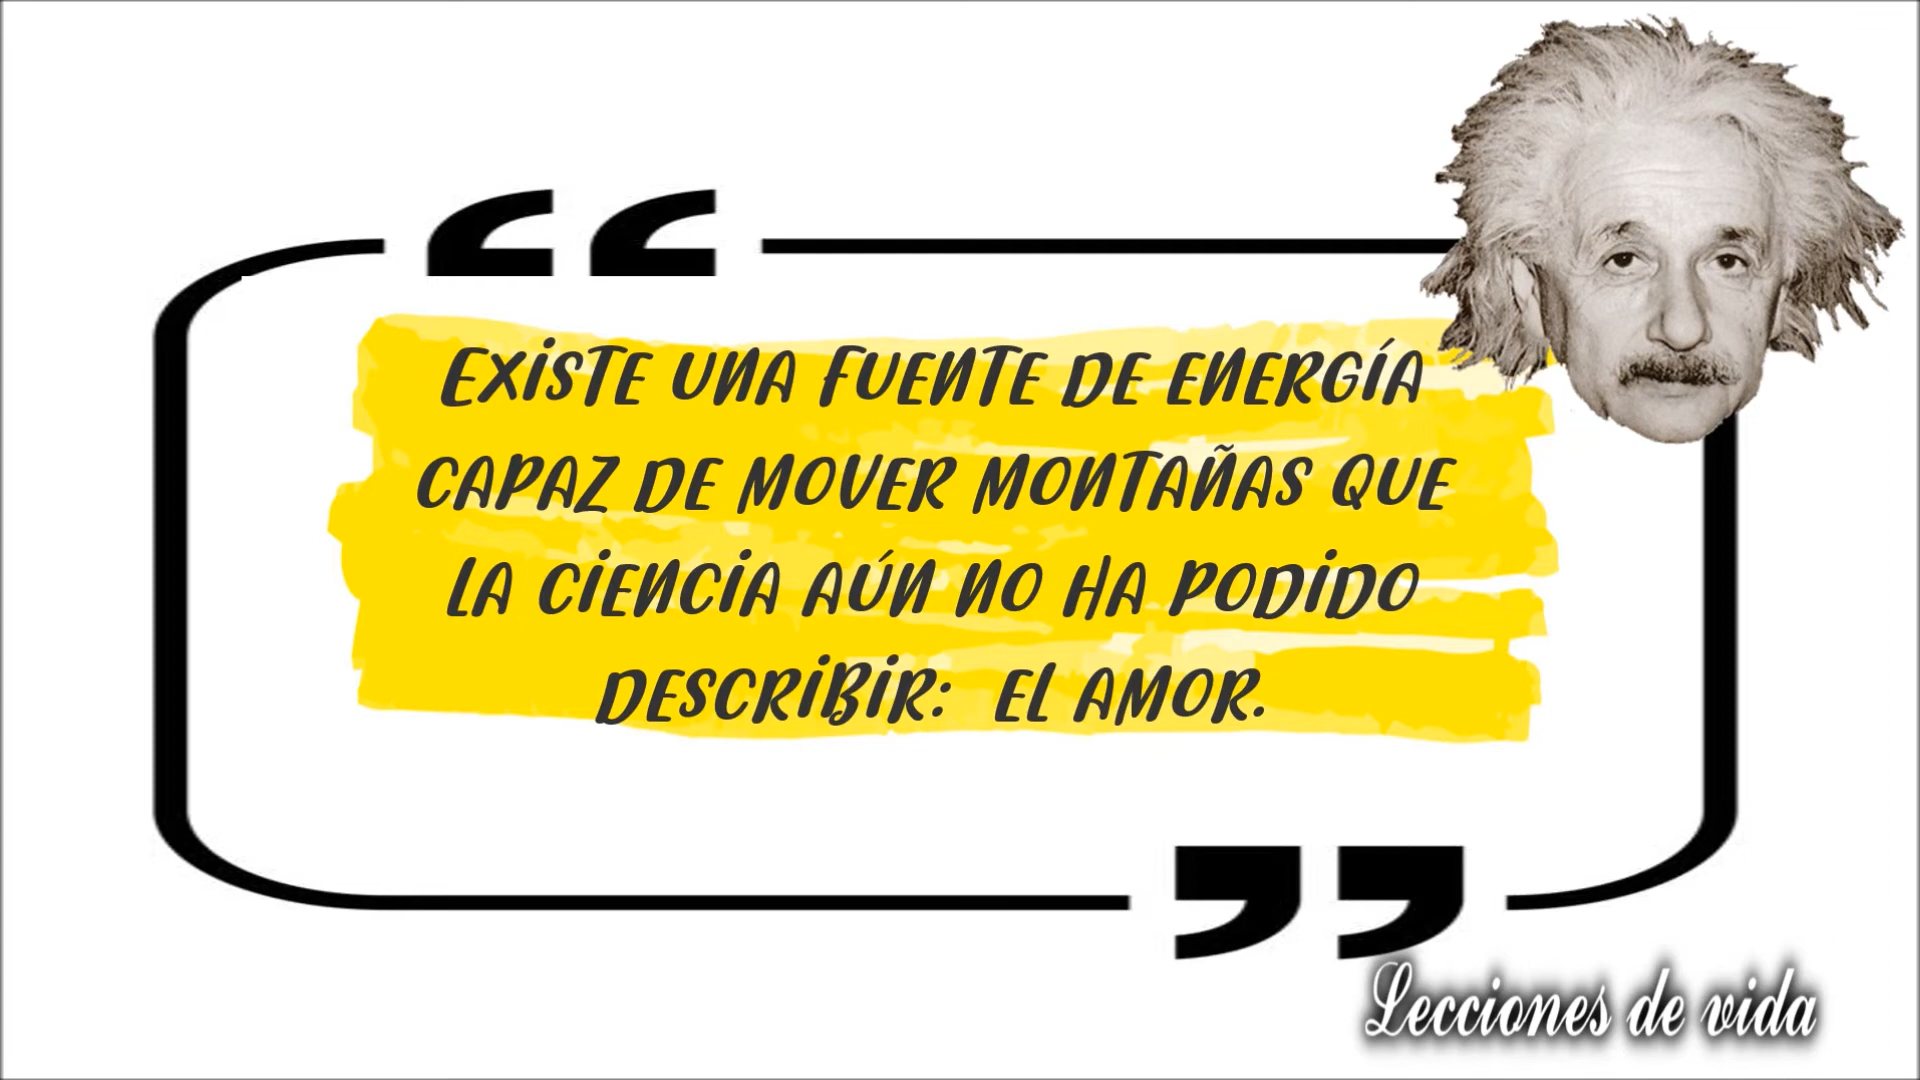 EXISTE UNA FUENTE DE ENERGÍA
CAPAZ DE MOVER MONTAÑAS QUE
LA CIENCIA AÚN NO HA PODIDO
DESCRIBIR: EL AMOR.
Lecciones de vida